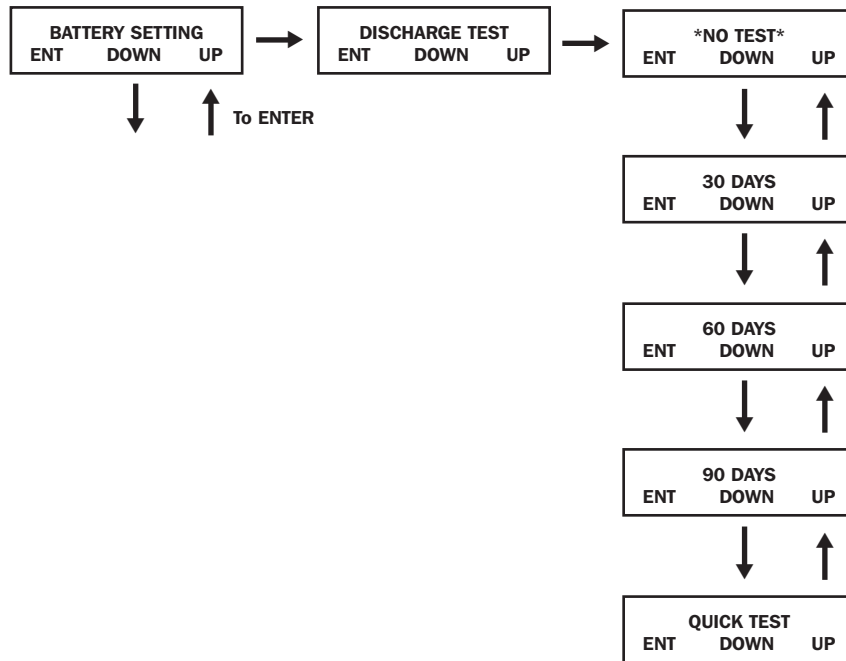 BATTERY SETTING
ENT DOWN UP
DISCHARGE TEST
ENT DOWN UP
*NO TEST*
ENT DOWN UP
To ENTER
30 DAYS
ENT DOWN UP
60 DAYS
ENT DOWN UP
90 DAYS
ENT DOWN UP
QUICK TEST
ENT DOWN UP